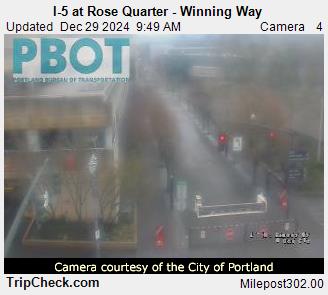 I-5 at Rose Quarter - Winning Way
Updated Dec 29 2024 9:49 AM Camera 4
PBOT
PORTLAND BUREAU OF TRANSPORTATION
Camera courtesy of the City of Portland
TripCheck.com Milepost302.00